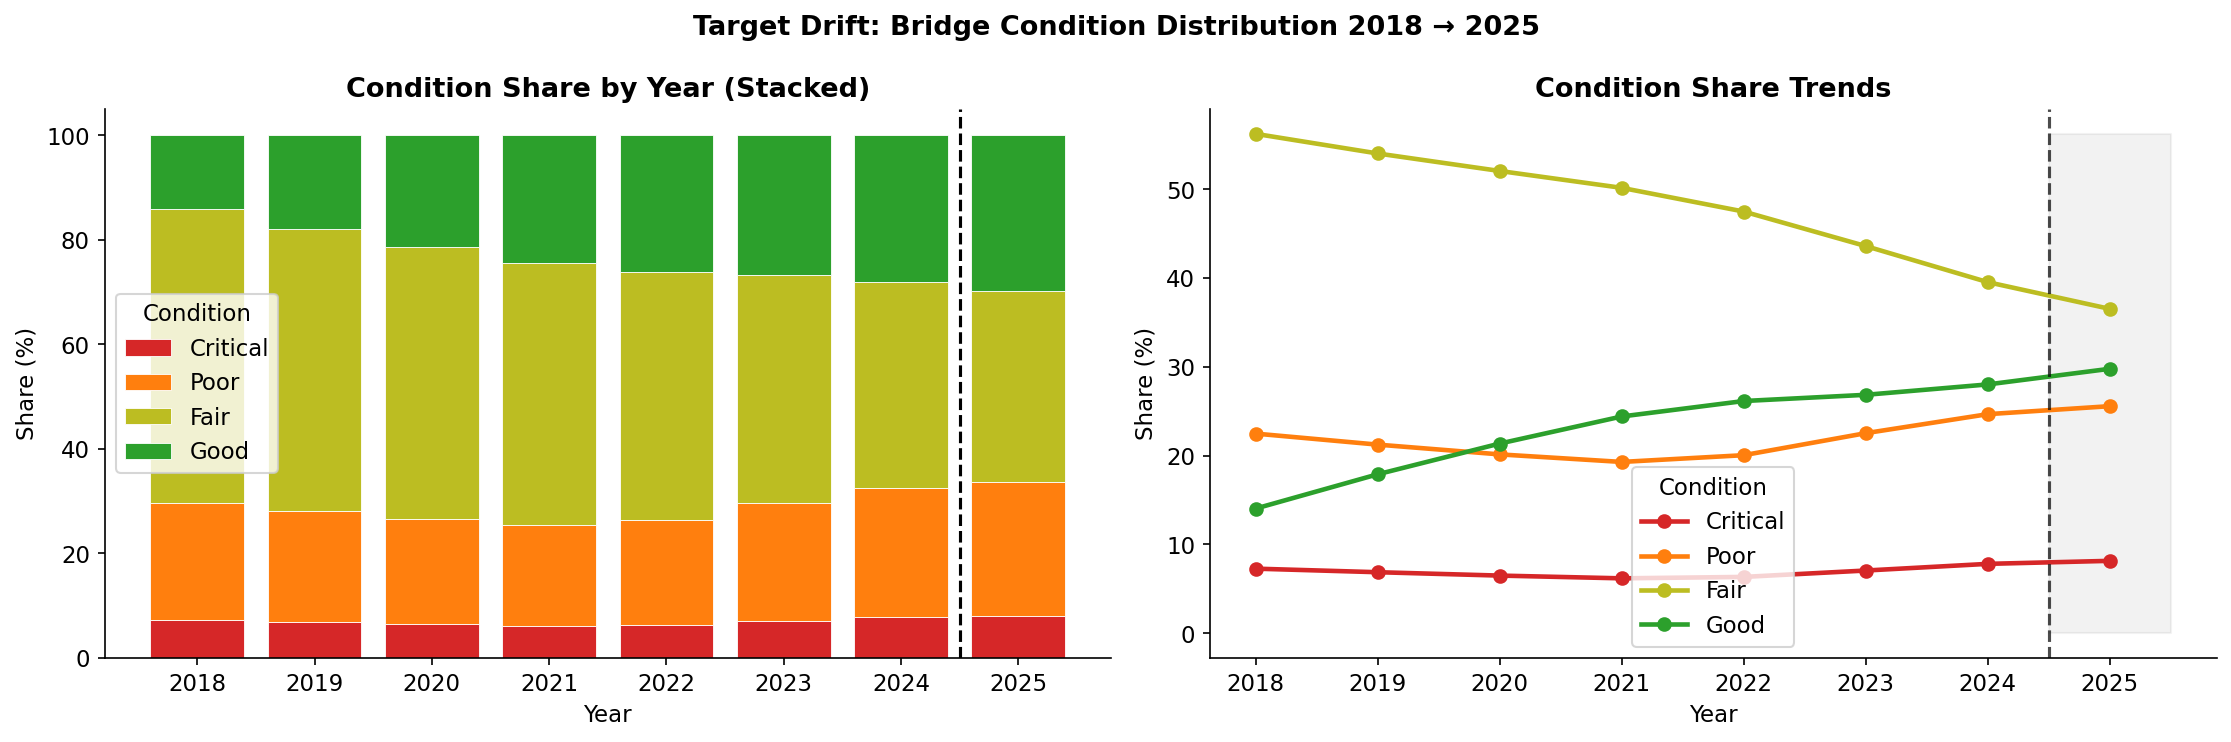 Target Drift: Bridge Condition Distribution 2018 → 2025
Condition Share by Year (Stacked)
Share (%)
100
80
60
40
20
0
Condition
Critical
Poor
Fair
Good
2018 2019 2020 2021 2022 2023 2024 2025
Year
Condition Share Trends
Share (%)
50
40
30
20
10
0
Condition
Critical
Poor
Fair
Good
2018 2019 2020 2021 2022 2023 2024 2025
Year